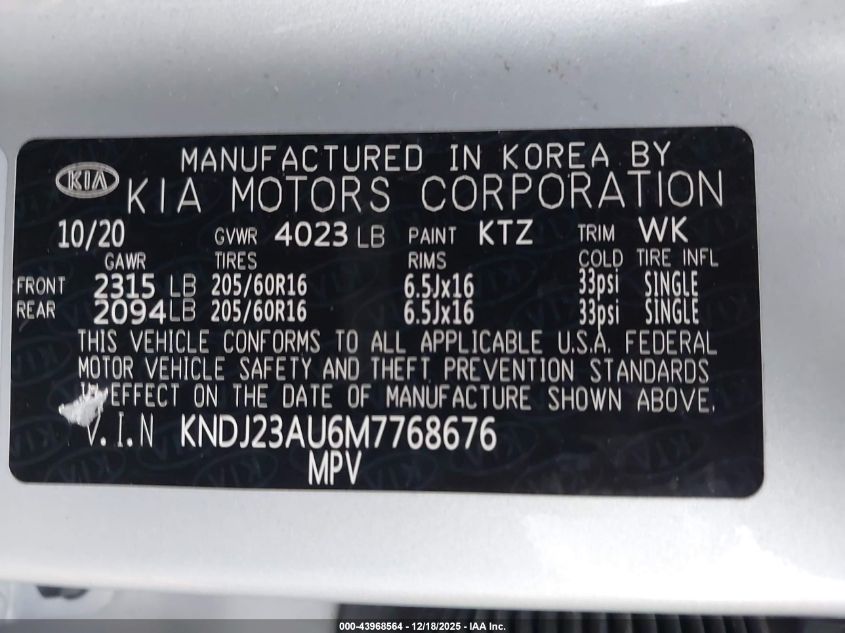 MANUFACTURED IN KOREA BY
KIA KIA MOTORS CORPORATION
10/20 GVWR 4023 LB PAINT KTZ TRIM WK
GAWR TIRES RIMS COLD TIRE INFL
FRONT 2315 LB 205/60R16 6.5Jx16 33psi SINGLE
REAR 2094 LB 205/60R16 6.5Jx16 33psi SINGLE
THIS VEHICLE CONFORMS TO ALL APPLICABLE U.S.A. FEDERAL
MOTOR VEHICLE SAFETY AND THEFT PREVENTION STANDARDS
IN EFFECT ON THE DATE OF MANUFACTURE SHOWN ABOVE.
V.I.N KNDJ23AU6M7768676
MPV
000-43968564 - 12/18/2025 - IAA Inc.